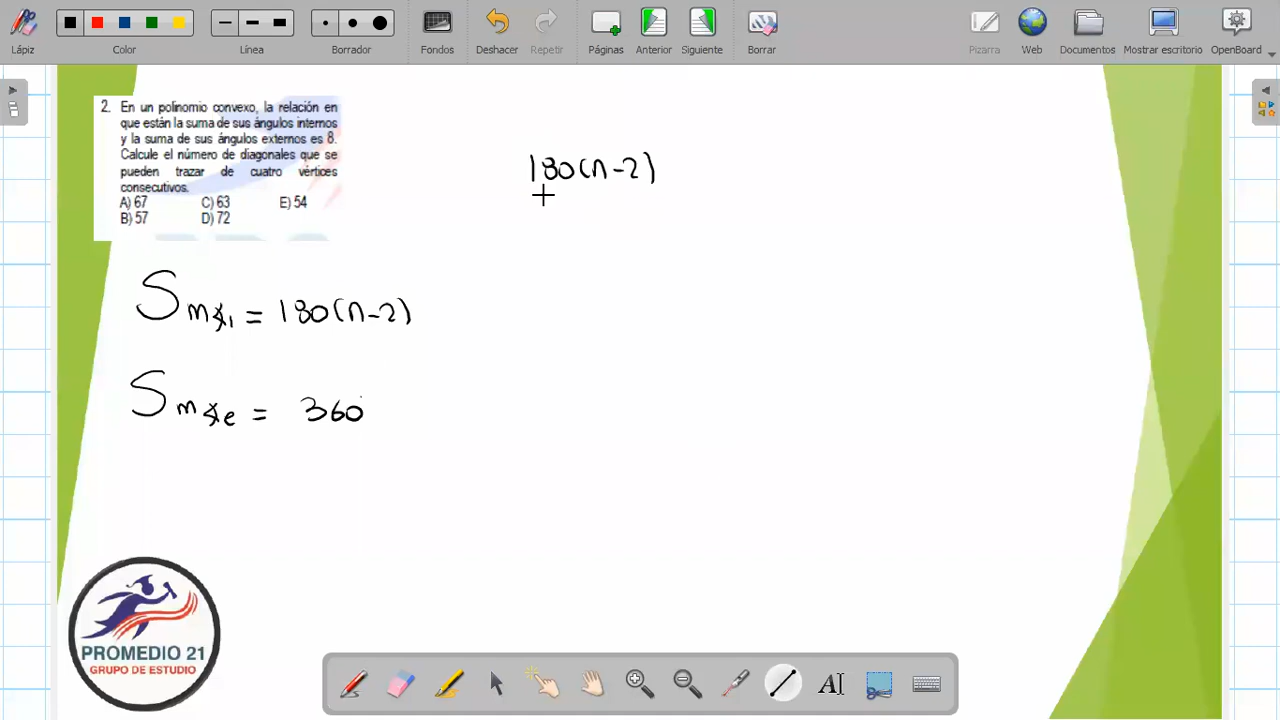 Lápiz
Color
Línea
Borrador
Fondos
Deshacer
Repetir
Páginas
Anterior
Siguiente
Borrar
Pizarra
Web
Documentos
Mostrar escritorio
OpenBoard
2. En un polinomio convexo, la relación en
que están la suma de sus ángulos internos
y la suma de sus ángulos externos es 8.
Calcule el número de diagonales que se
pueden trazar de cuatro vértices
consecutivos.
A) 67 C) 63 E) 54
B) 57 D) 72
180(n-2)
S m∡i = 180(n-2)
S m∡e = 360
PROMEDIO 21
GRUPO DE ESTUDIO
AI